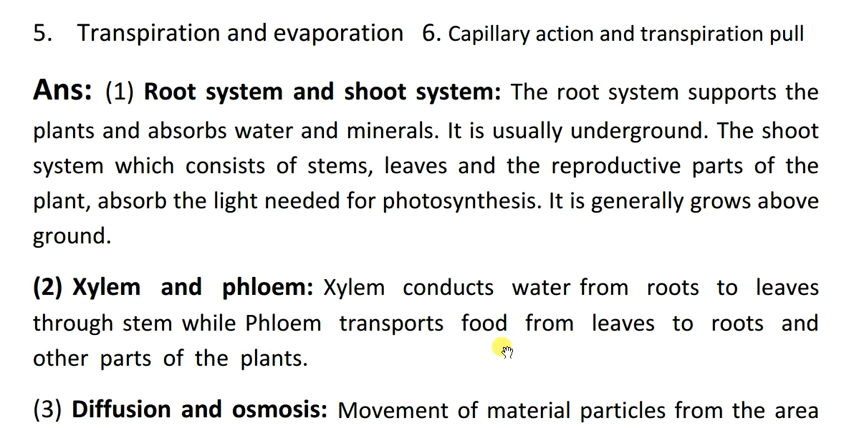 5. Transpiration and evaporation 6. Capillary action and transpiration pull
Ans: (1) Root system and shoot system: The root system supports the
plants and absorbs water and minerals. It is usually underground. The shoot
system which consists of stems, leaves and the reproductive parts of the
plant, absorb the light needed for photosynthesis. It is generally grows above
ground.
(2) Xylem and phloem: Xylem conducts water from roots to leaves
through stem while Phloem transports food from leaves to roots and
other parts of the plants.
(3) Diffusion and osmosis: Movement of material particles from the area